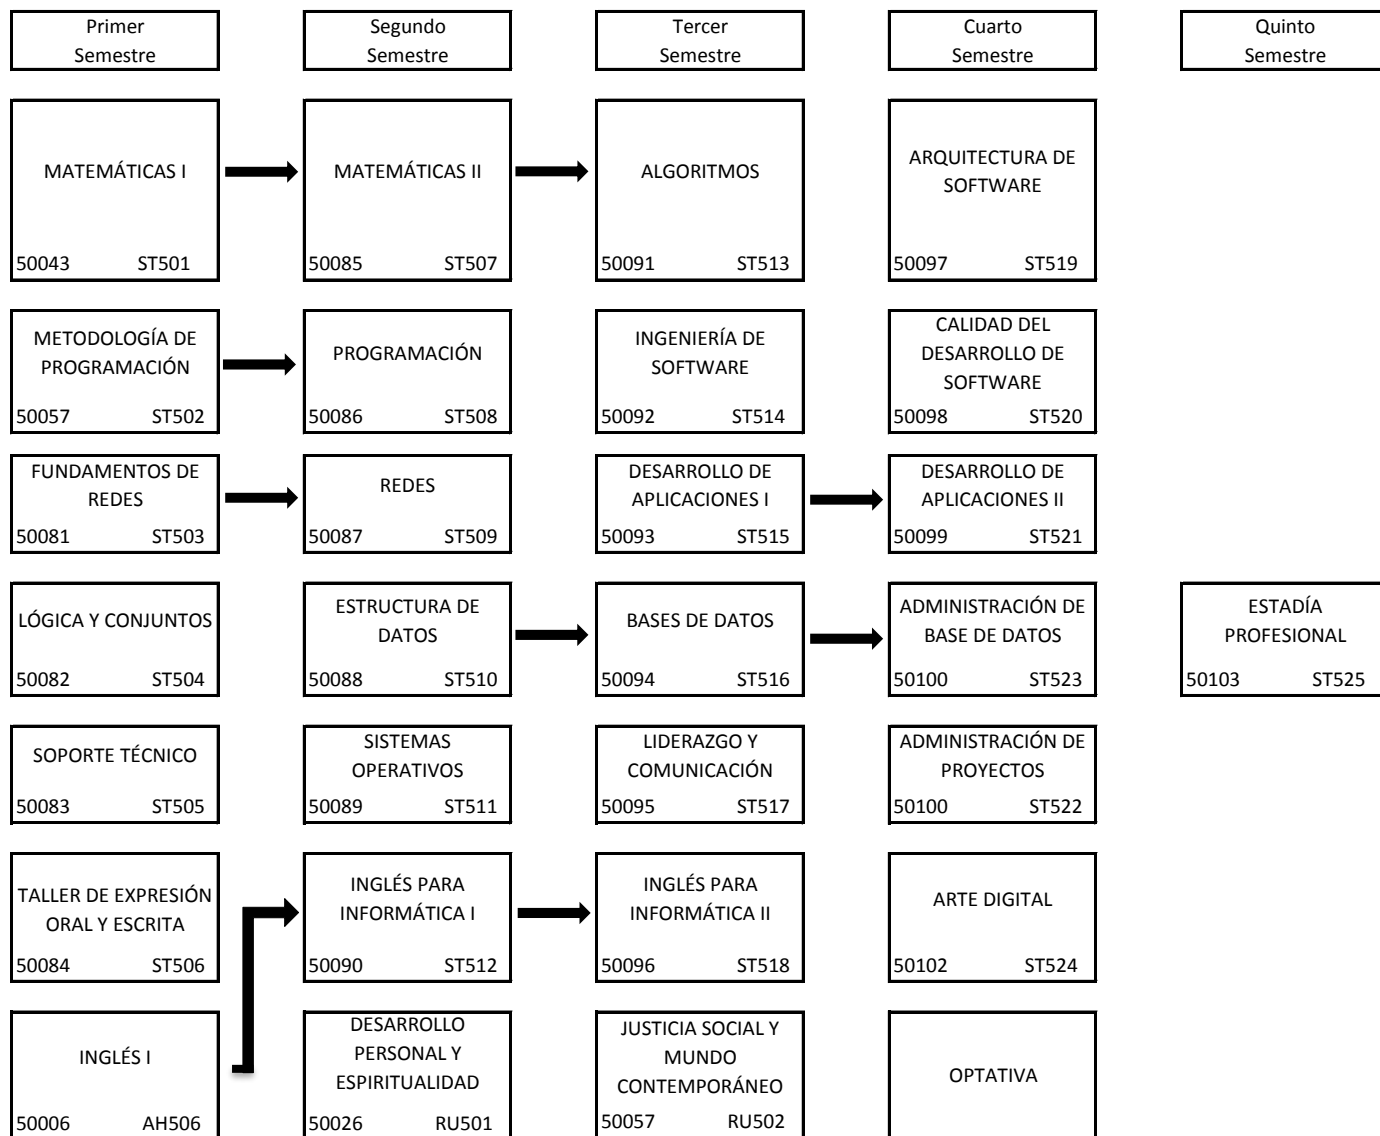 Primer
Semestre
Segundo
Semestre
Tercer
Semestre
Cuarto
Semestre
Quinto
Semestre
MATEMÁTICAS I
50043 ST501
MATEMÁTICAS II
50085 ST507
ALGORITMOS
50091 ST513
ARQUITECTURA DE
SOFTWARE
50097 ST519
METODOLOGÍA DE
PROGRAMACIÓN
50057 ST502
PROGRAMACIÓN
50086 ST508
INGENIERÍA DE
SOFTWARE
50092 ST514
CALIDAD DEL
DESARROLLO DE
SOFTWARE
50098 ST520
FUNDAMENTOS DE
REDES
50081 ST503
REDES
50087 ST509
DESARROLLO DE
APLICACIONES I
50093 ST515
DESARROLLO DE
APLICACIONES II
50099 ST521
LÓGICA Y CONJUNTOS
50082 ST504
ESTRUCTURA DE
DATOS
50088 ST510
BASES DE DATOS
50094 ST516
ADMINISTRACIÓN DE
BASE DE DATOS
50100 ST523
ESTADÍA
PROFESIONAL
50103 ST525
SOPORTE TÉCNICO
50083 ST505
SISTEMAS
OPERATIVOS
50089 ST511
LIDERAZGO Y
COMUNICACIÓN
50095 ST517
ADMINISTRACIÓN DE
PROYECTOS
50100 ST522
TALLER DE EXPRESIÓN
ORAL Y ESCRITA
50084 ST506
INGLÉS PARA
INFORMÁTICA I
50090 ST512
INGLÉS PARA
INFORMÁTICA II
50096 ST518
ARTE DIGITAL
50102 ST524
INGLÉS I
50006 AH506
DESARROLLO
PERSONAL Y
ESPIRITUALIDAD
50026 RU501
JUSTICIA SOCIAL Y
MUNDO
CONTEMPORÁNEO
50057 RU502
OPTATIVA